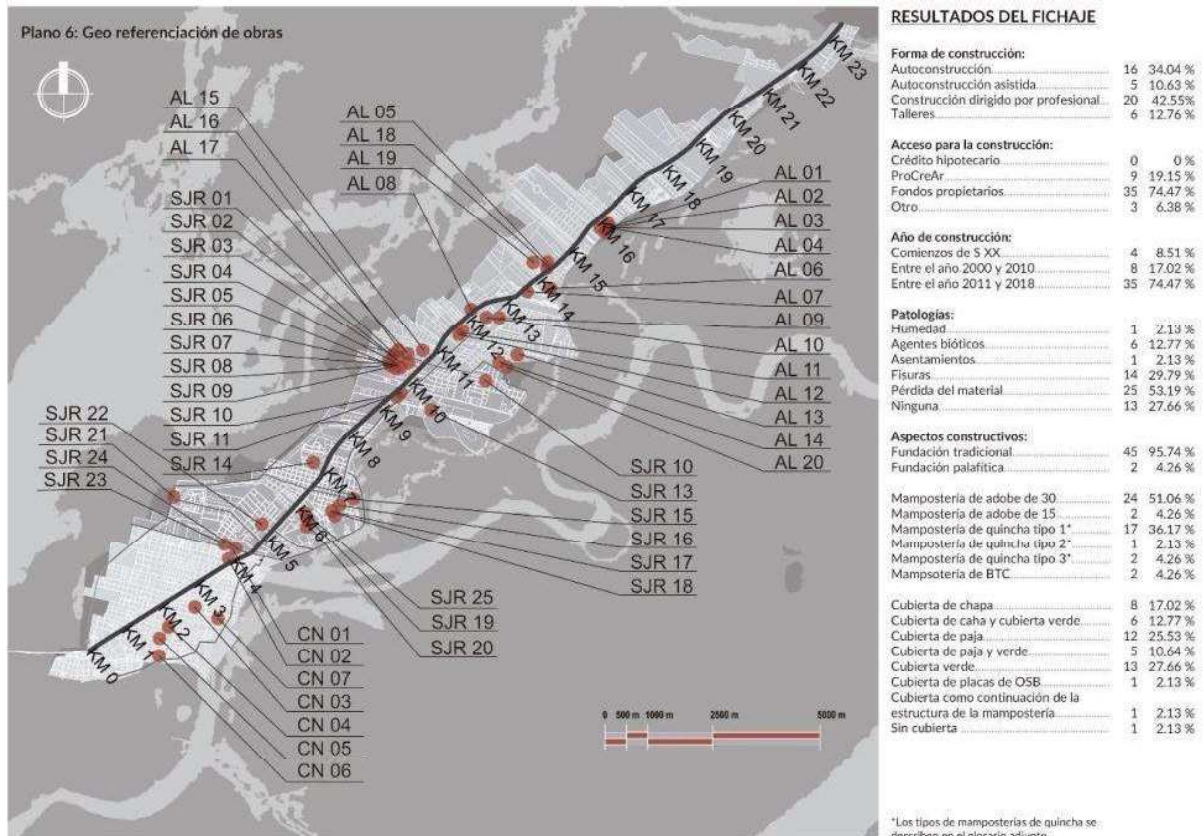 Plano 6: Geo referenciación de obras
AL 15
AL 16
AL 17
SJR 01
SJR 02
SJR 03
SJR 04
SJR 05
SJR 06
SJR 07
SJR 08
SJR 09
SJR 10
SJR 11
SJR 14
SJR 22
SJR 21
SJR 24
SJR 23
AL 05
AL 18
AL 19
AL 08
AL 01
AL 02
AL 03
AL 04
AL 06
AL 07
AL 09
AL 10
AL 11
AL 12
AL 13
AL 14
AL 20
SJR 10
SJR 13
SJR 15
SJR 16
SJR 17
SJR 18
SJR 25
SJR 19
SJR 20
CN 01
CN 02
CN 07
CN 03
CN 04
CN 05
CN 06
KM 0
KM 1
KM 2
KM 3
KM 4
KM 5
KM 6
KM 7
KM 8
KM 9
KM 10
KM 11
KM 12
KM 13
KM 14
KM 15
KM 16
KM 17
KM 18
KM 19
KM 20
KM 21
KM 22
KM 23
0 500 m 1000 m 2500 m 5000 m
RESULTADOS DEL FICHAJE
Forma de construcción:
Autoconstrucción 16 34.04 %
Autoconstrucción asistida 5 10.63 %
Construcción dirigido por profesional 20 42.55%
Talleres 6 12.76 %
Acceso para la construcción:
Crédito hipotecario 0 0 %
ProCreAr 9 19.15 %
Fondos propietarios 35 74.47 %
Otro 3 6.38 %
Año de construcción:
Comienzos de S XX 4 8.51 %
Entre el año 2000 y 2010 8 17.02 %
Entre el año 2011 y 2018 35 74.47 %
Patologías:
Humedad 1 2.13 %
Agentes bióticos 6 12.77 %
Asentamientos 1 2.13 %
Fisuras 14 29.79 %
Pérdida del material 25 53.19 %
Ninguna 13 27.66 %
Aspectos constructivos:
Fundación tradicional 45 95.74 %
Fundación palafítica 2 4.26 %
Mampostería de adobe de 30 24 51.06 %
Mampostería de adobe de 15 2 4.26 %
Mampostería de quincha tipo 1* 17 36.17 %
Mampostería de quincha tipo 2* 1 2.13 %
Mampostería de quincha tipo 3* 2 4.26 %
Mampsotería de BTC 2 4.26 %
Cubierta de chapa 8 17.02 %
Cubierta de caha y cubierta verde 6 12.77 %
Cubierta de paja 12 25.53 %
Cubierta de paja y verde 5 10.64 %
Cubierta verde 13 27.66 %
Cubierta de placas de OSB 1 2.13 %
Cubierta como continuación de la
estructura de la mampostería 1 2.13 %
Sin cubierta 1 2.13 %
*Los tipos de mamposterías de quincha se
describen en el glosario adjunto